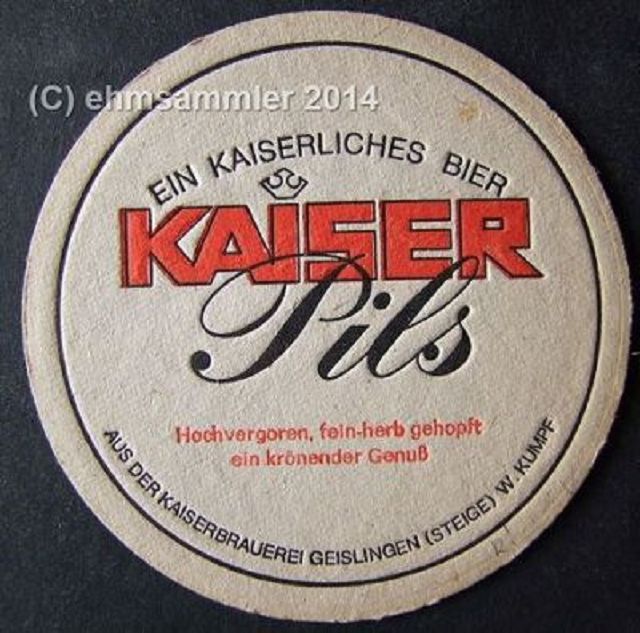 (C) ehmsammler 2014
EIN KAISERLICHES BIER
KAISER
Pils
Hochvergoren, fein-herb gehopft
ein krönender Genuß
AUS DER KAISERBRAUEREI GEISLINGEN (STEIGE) W. KUMPF